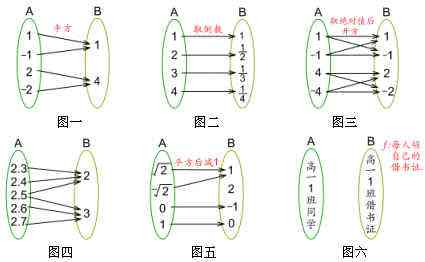 A B
平方
1
-1
2
-2
1
4
图一
A B
取倒数
1
2
3
4
1
1/2
1/3
1/4
图二
A B
取绝对值后
开方
1
-1
4
-4
1
-1
2
-2
图三
A B
2.3
2.4
2.5
2.6
2.7
2
3
图四
A B
平方后减1
√2
-√2
0
1
1
2
-1
0
图五
A B
高一1班同学
高一1班借书证
f:每人领
自己的
借书证.
图六